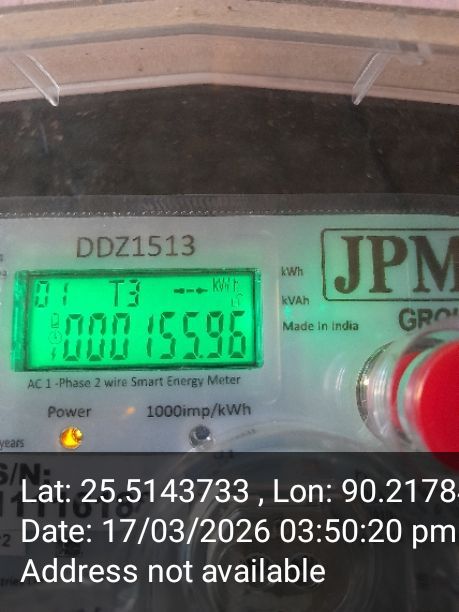 DDZ1513
01 T3 kWh
00015596
kWh
kVAh
Made in India
JPM
GRO
AC 1 -Phase 2 wire Smart Energy Meter
Power
1000imp/kWh
years
S/N:
Lat: 25.5143733 , Lon: 90.2178
Date: 17/03/2026 03:50:20 pm
Address not available